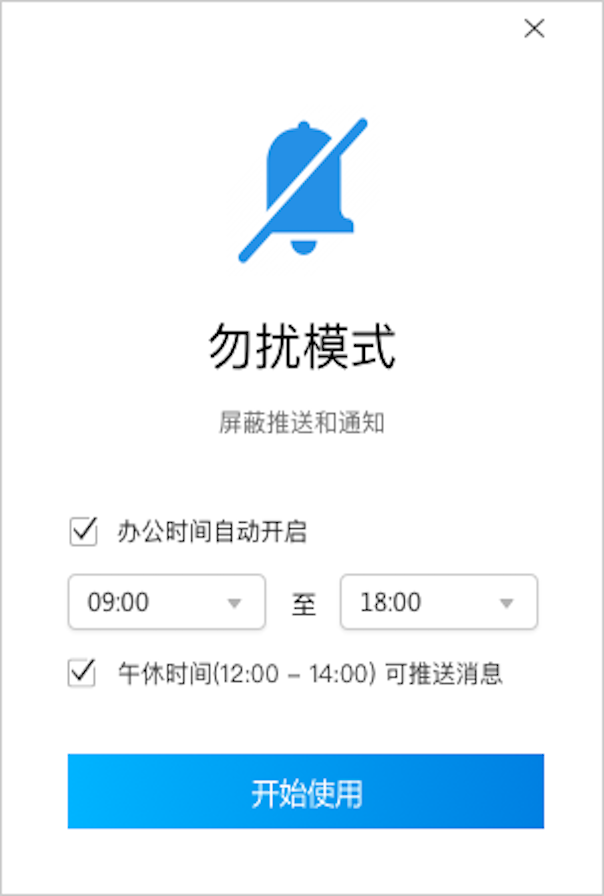 勿扰模式
屏蔽推送和通知
办公时间自动开启
09:00 至 18:00
午休时间(12:00 – 14:00) 可推送消息
开始使用